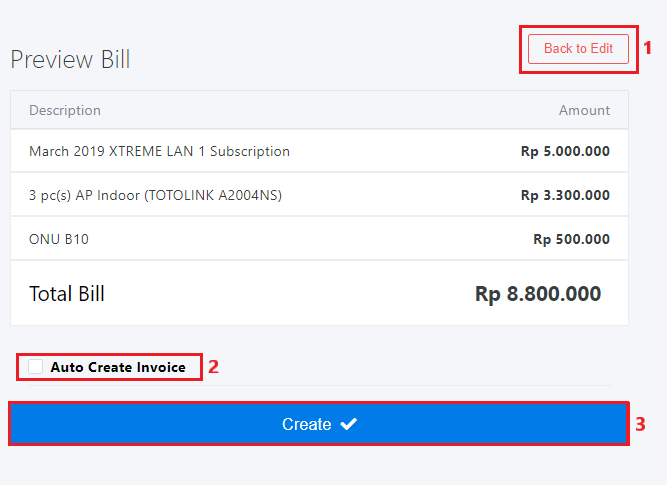 Back to Edit 1
Preview Bill
Description Amount
March 2019 XTREME LAN 1 Subscription Rp 5.000.000
3 pc(s) AP Indoor (TOTOLINK A2004NS) Rp 3.300.000
ONU B10 Rp 500.000
Total Bill Rp 8.800.000
Auto Create Invoice 2
Create 3